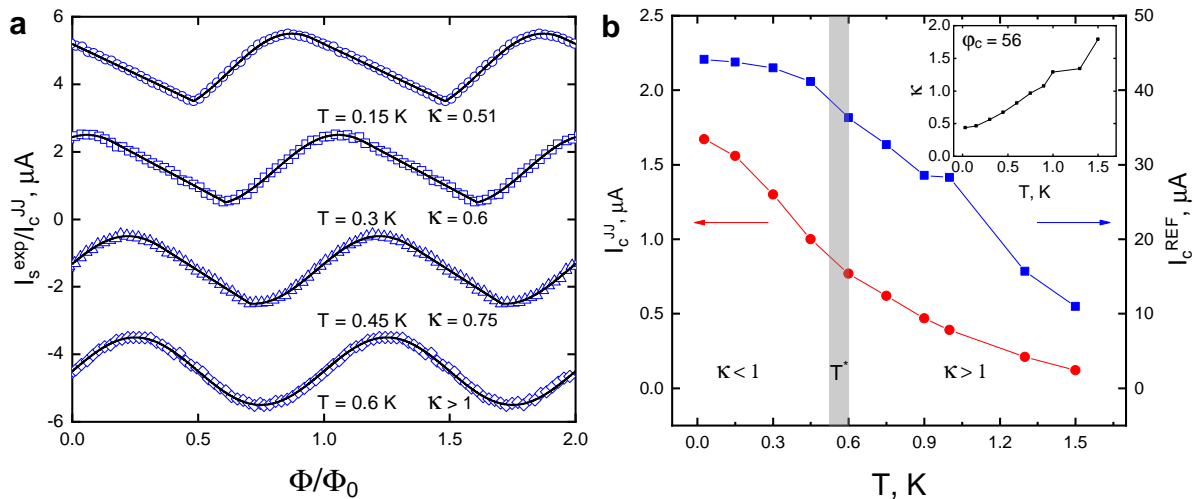 a
6
4
2
0
-2
-4
-6
I_s^exp/I_c^JJ, μA
T = 0.15 K κ = 0.51
T = 0.3 K κ = 0.6
T = 0.45 K κ = 0.75
T = 0.6 K κ > 1
0.0 0.5 1.0 1.5 2.0
Φ/Φ₀
b
2.5
2.0
1.5
1.0
0.5
0.0
I_c^JJ, μA
κ < 1
T*
κ > 1
0.0 0.3 0.6 0.9 1.2 1.5
T, K
50
40
30
20
10
0
I_c^REF, μA
φ_C = 56
2.0
1.5
1.0
0.5
0.0
κ
0.0 0.5 1.0 1.5
T, K